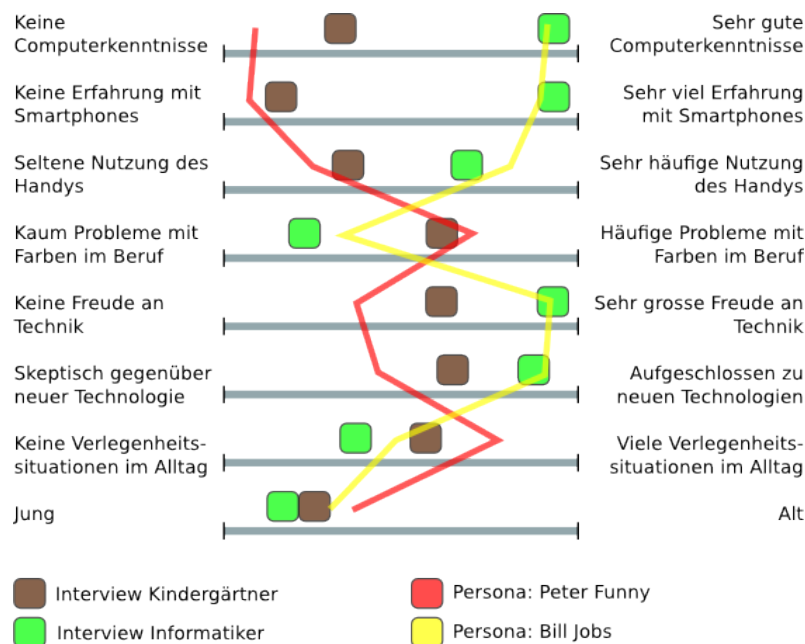 Keine
Computerkenntnisse
Sehr gute
Computerkenntnisse
Keine Erfahrung mit
Smartphones
Sehr viel Erfahrung
mit Smartphones
Seltene Nutzung des
Handys
Sehr häufige Nutzung
des Handys
Kaum Probleme mit
Farben im Beruf
Häufige Probleme mit
Farben im Beruf
Keine Freude an
Technik
Sehr grosse Freude an
Technik
Skeptisch gegenüber
neuer Technologie
Aufgeschlossen zu
neuen Technologien
Keine Verlegenheits-
situationen im Alltag
Viele Verlegenheits-
situationen im Alltag
Jung
Alt
Interview Kindergärtner
Persona: Peter Funny
Interview Informatiker
Persona: Bill Jobs